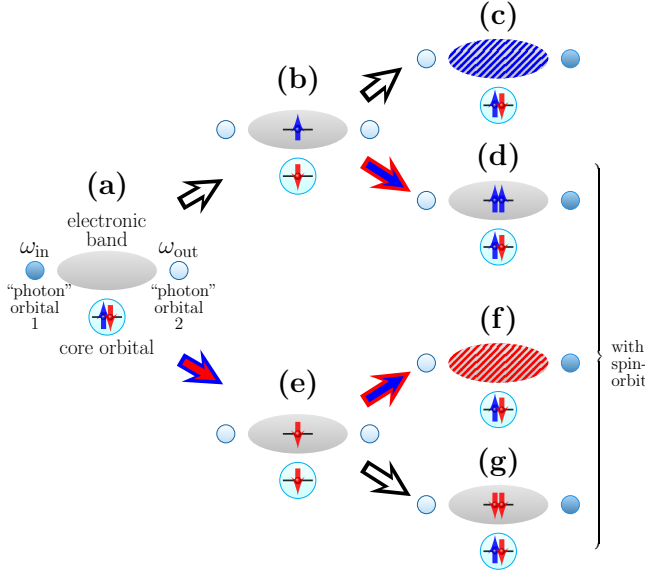 (c)
(b)
(d)
(a)
electronic
band
ω_in
ω_out
“photon”
orbital
1
“photon”
orbital
2
core orbital
(f)
(e)
(g)
with
spin-
orbit